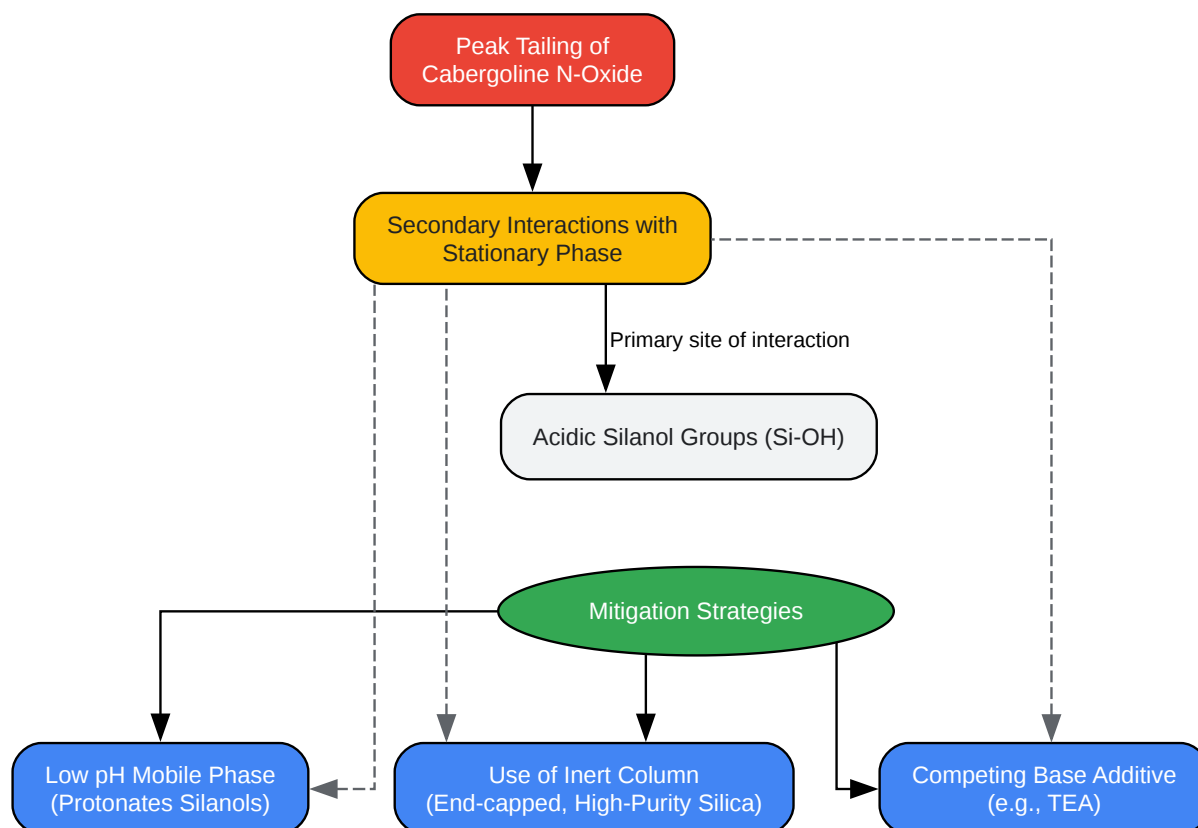 Peak Tailing of
Cabergoline N-Oxide
Secondary Interactions with
Stationary Phase
Primary site of interaction
Acidic Silanol Groups (Si-OH)
Mitigation Strategies
Low pH Mobile Phase
(Protonates Silanols)
Use of Inert Column
(End-capped, High-Purity Silica)
Competing Base Additive
(e.g., TEA)